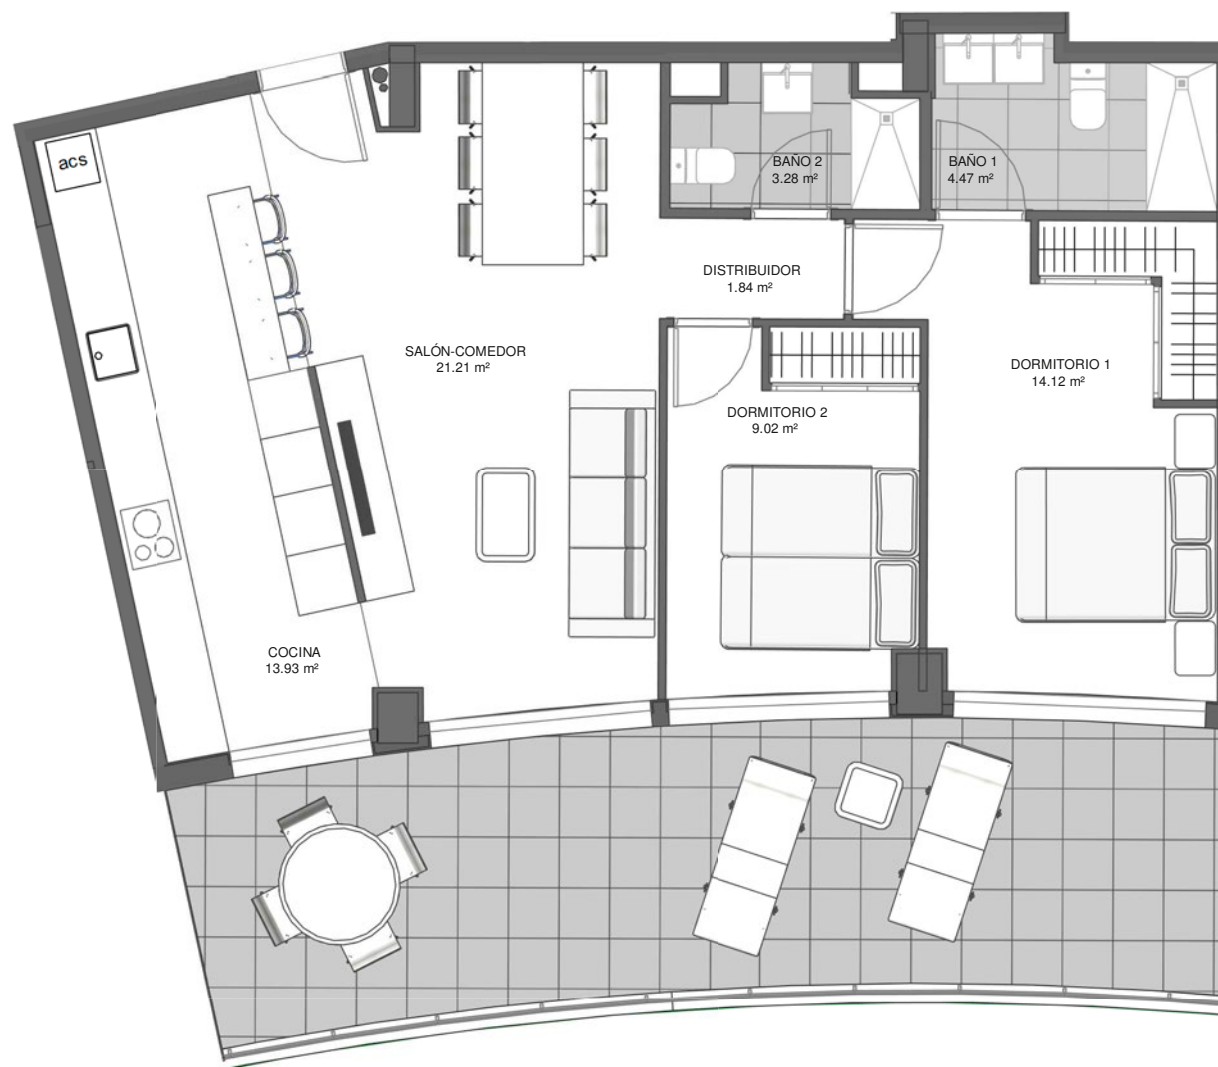 acs
BAÑO 2
3.28 m²
BAÑO 1
4.47 m²
DISTRIBUIDOR
1.84 m²
SALÓN-COMEDOR
21.21 m²
DORMITORIO 1
14.12 m²
DORMITORIO 2
9.02 m²
COCINA
13.93 m²